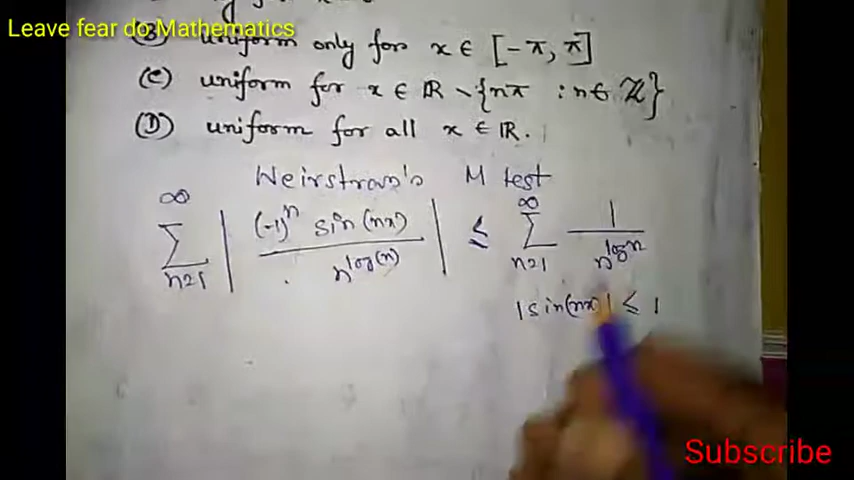 Leave fear do Mathematics
(B) uniform only for x ∈ [-π, π]
(C) uniform for x ∈ ℝ ∖ {nπ : n ∈ ℤ}
(D) uniform for all x ∈ ℝ.
Weirstrass's M test
∞ ∑ n=1 | (-1)^n sin(nx) / n^log(n) | ≤ ∞ ∑ n=1 1 / n^log n
|sin(nx)| ≤ 1
Subscribe